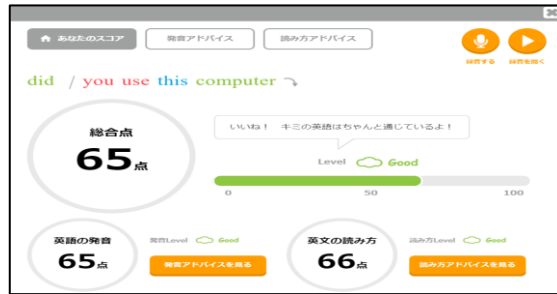 あなたのスコア
発音アドバイス
読み方アドバイス
録音する
録音を聞く
did / you use this computer
いいね！ キミの英語はちゃんと通じているよ！
総合点
65点
Level Good
0 50 100
英語の発音
65点
発音Level Good
発音アドバイスを見る
英文の読み方
66点
読み方Level Good
読み方アドバイスを見る